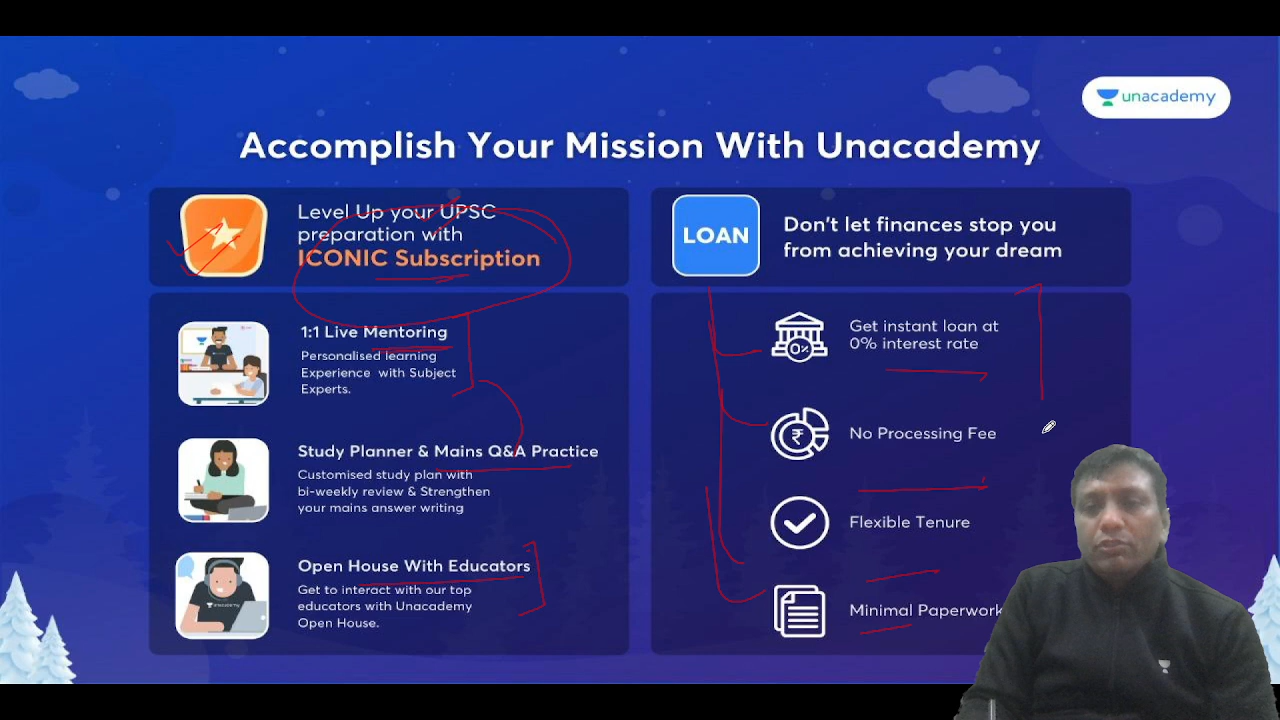 unacademy
Accomplish Your Mission With Unacademy
Level Up your UPSC
preparation with
ICONIC Subscription
1:1 Live Mentoring
Personalised learning
Experience with Subject
Experts.
Study Planner & Mains Q&A Practice
Customised study plan with
bi-weekly review & Strengthen
your mains answer writing
Open House With Educators
Get to interact with our top
educators with Unacademy
Open House.
LOAN
Don't let finances stop you
from achieving your dream
Get instant loan at
0% interest rate
0%
No Processing Fee
₹
Flexible Tenure
Minimal Paperwork